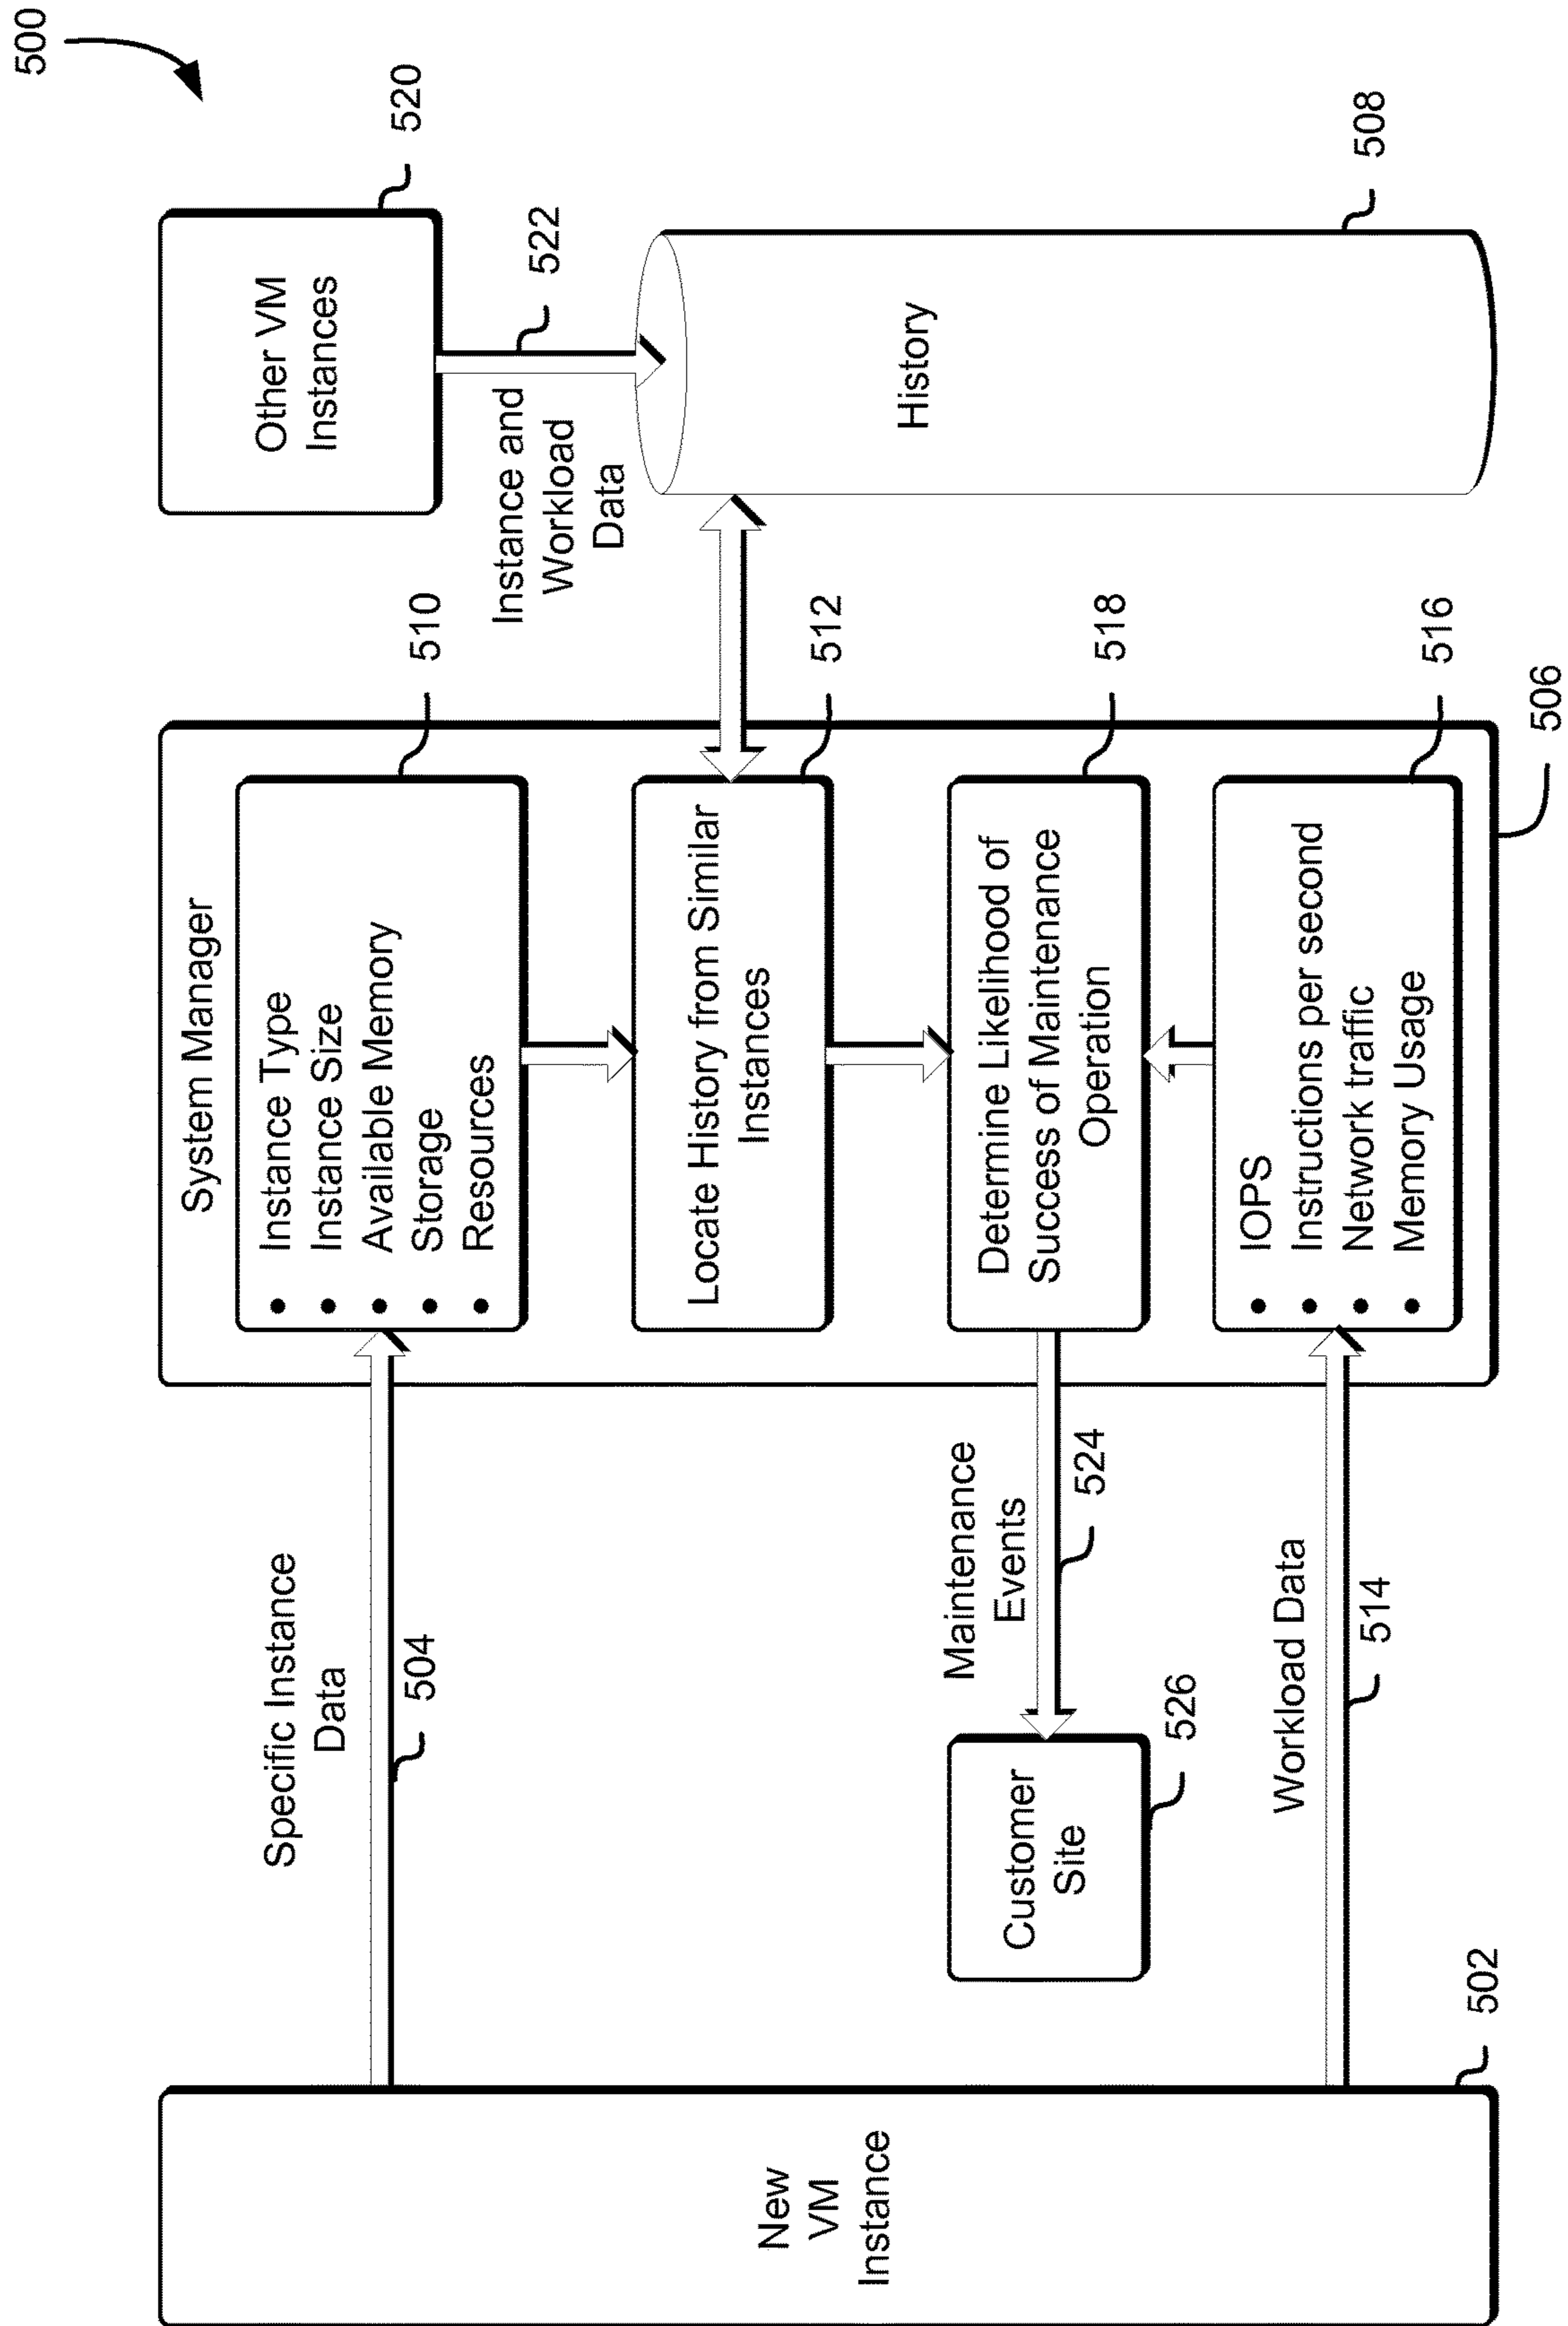 500
New
VM
Instance
502
Specific Instance
Data
504
Customer
Site
526
Maintenance
Events
524
Workload Data
514
System Manager
• Instance Type
• Instance Size
• Available Memory
• Storage
• Resources
510
Locate History from Similar
Instances
512
Determine Likelihood of
Success of Maintenance
Operation
518
• IOPS
• Instructions per second
• Network traffic
• Memory Usage
516
506
Other VM
Instances
520
Instance and
Workload
Data
522
History
508